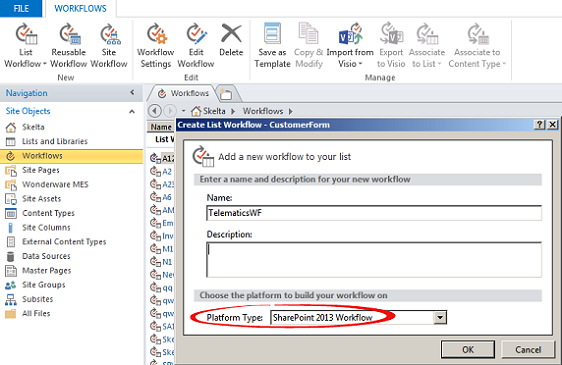 FILE
WORKFLOWS
List Workflow
Reusable Workflow
Site Workflow
New
Workflow Settings
Edit Workflow
Delete
Edit
Save as Template
Copy & Modify
Import from Visio
Export to Visio
Associate to List
Associate to Content Type
Manage
Navigation
Site Objects
Skelta
Lists and Libraries
Workflows
Site Pages
Wonderware MES
Site Assets
Content Types
Site Columns
External Content Types
Data Sources
Master Pages
Site Groups
Subsites
All Files
Workflows
Skelta
Workflows
Name
List W
A12
A2
A23
A6
AM
Em
Inv
M1
N1
New
qq
qw
qw
SA1
Ske
Create List Workflow - CustomerForm
Add a new workflow to your list
Enter a name and description for your new workflow
Name:
TelematicsWF
Description:
Choose the platform to build your workflow on
Platform Type:
SharePoint 2013 Workflow
OK
Cancel